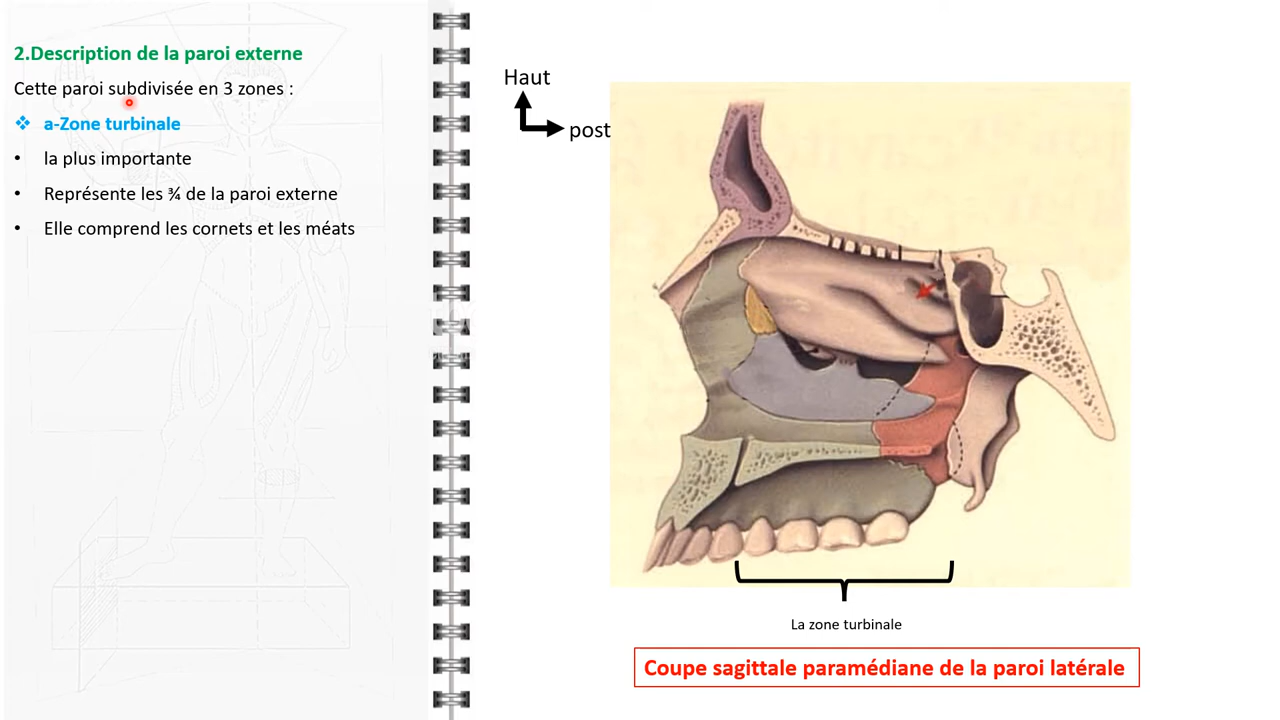 2.Description de la paroi externe
Cette paroi subdivisée en 3 zones :
❖ a-Zone turbinale
• la plus importante
• Représente les ¾ de la paroi externe
• Elle comprend les cornets et les méats
Haut
post
La zone turbinale
Coupe sagittale paramédiane de la paroi latérale